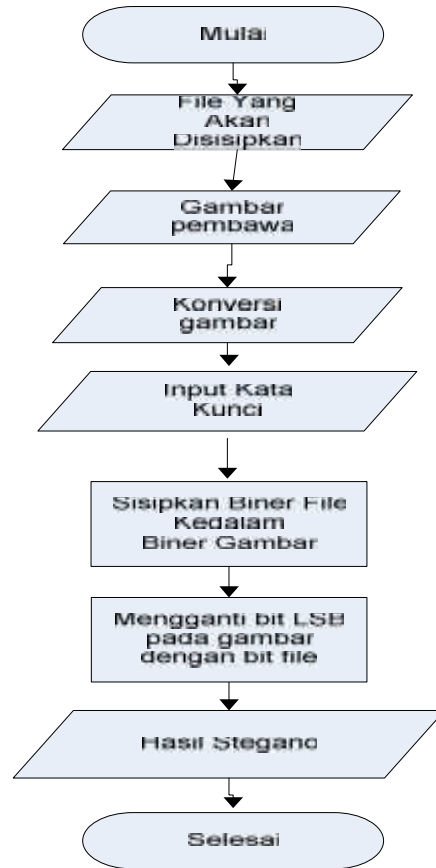 Mulai
File Yang
Akan
Disisipkan
Gambar
pembawa
Konversi
gambar
Input Kata
Kunci
Sisipkan Biner File
Kedalam
Biner Gambar
Mengganti bit LSB
pada gambar
dengan bit file
Hasil Stegano
Selesai